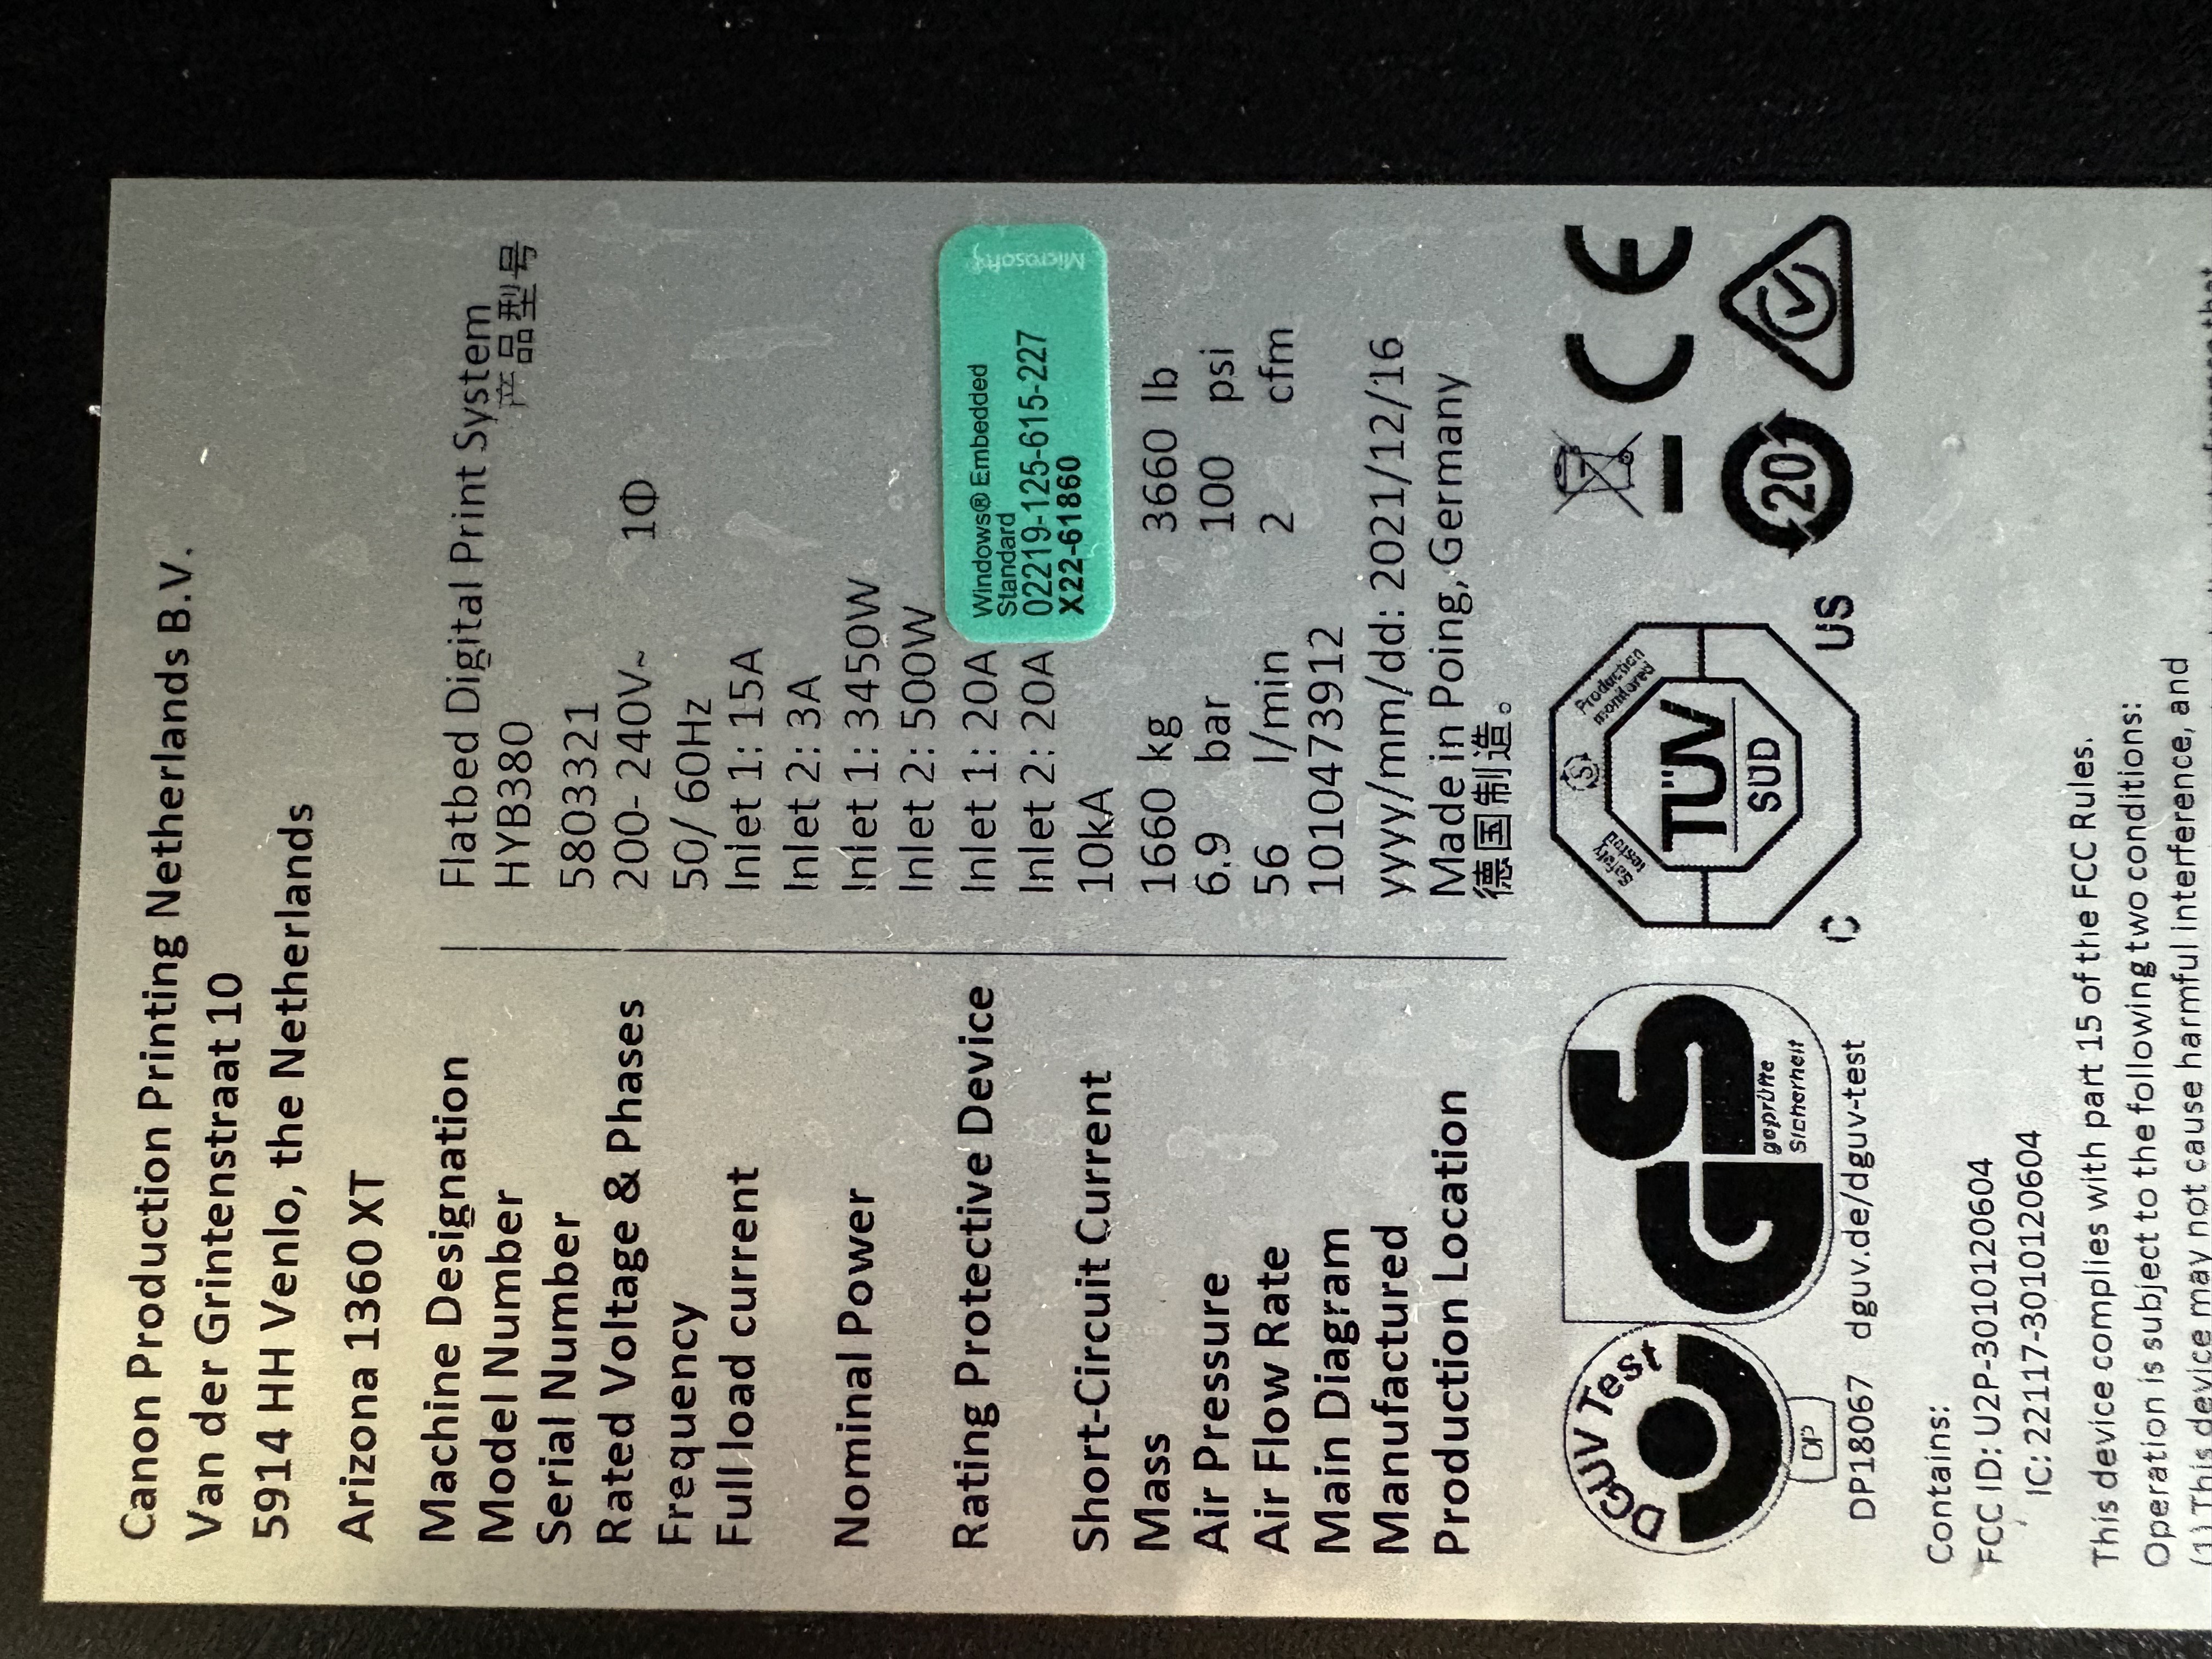 Canon Production Printing Netherlands B.V.
Van der Grintenstraat 10
5914 HH Venlo, the Netherlands
Arizona 1360 XT
Machine Designation Flatbed Digital Print System
Model Number HYB380 产品型号
Serial Number 5803321
Rated Voltage & Phases 200- 240V~ 1Φ
Frequency 50/ 60Hz
Full load current Inlet 1: 15A
Inlet 2: 3A
Nominal Power Inlet 1: 3450W
Inlet 2: 500W
Rating Protective Device Inlet 1: 20A
Inlet 2: 20A
Microsoft
Windows® Embedded
Standard
02219-125-615-227
X22-61860
Short-Circuit Current 10kA
Mass 1660 kg 3660 lb
Air Pressure 6.9 bar 100 psi
Air Flow Rate 56 l/min 2 cfm
Main Diagram 1010473912
Manufactured yyyy/mm/dd: 2021/12/16
Production Location Made in Poing, Germany
德国制造。
DGUV Test
DP
GS
geprüfte
Sicherheit
Safety
tested
Production
monitored
TÜV
SUD
C US
CE
20
DP18067 dguv.de/dguv-test
Contains:
FCC ID: U2P-3010120604
IC: 22117-3010120604
This device complies with part 15 of the FCC Rules.
Operation is subject to the following two conditions:
(1) This device may not cause harmful interference, and